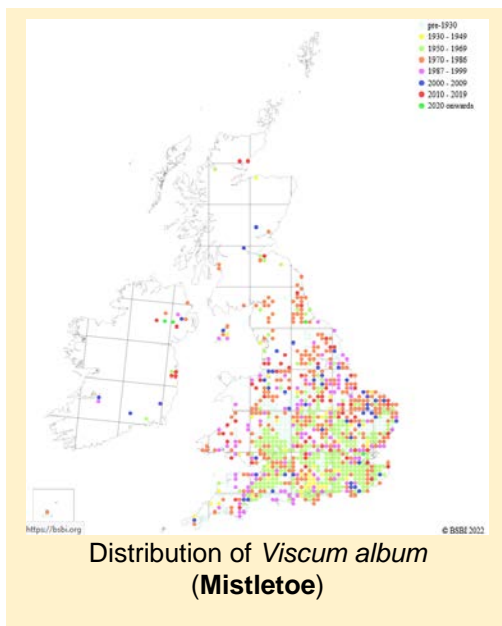 pre-1930
1930 - 1949
1950 - 1969
1970 - 1986
1987 - 1999
2000 - 2009
2010 - 2019
2020 onwards
https://bsbi.org
© BSBI 2022
Distribution of Viscum album
(Mistletoe)